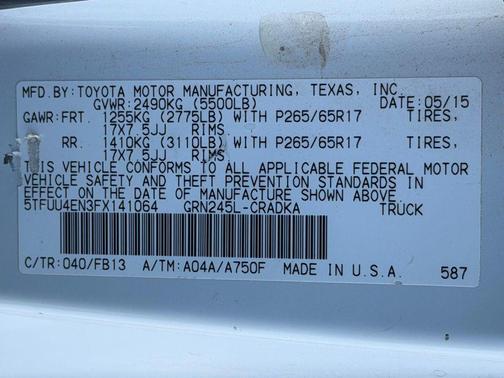 MFD.BY:TOYOTA MOTOR MANUFACTURING, TEXAS, INC.
GVWR:2490KG (5500LB) DATE:05/15
GAWR:FRT. 1255KG (2775LB) WITH P265/65R17 TIRES,
17X7.5JJ RIMS
RR. 1410KG (3110LB) WITH P265/65R17 TIRES,
17X7.5JJ RIMS
THIS VEHICLE CONFORMS TO ALL APPLICABLE FEDERAL MOTOR
VEHICLE SAFETY AND THEFT PREVENTION STANDARDS IN
EFFECT ON THE DATE OF MANUFACTURE SHOWN ABOVE.
5TFUU4EN3FX141064 GRN245L-CRADKA TRUCK
C/TR:040/FB13 A/TM:A04A/A750F MADE IN U.S.A. 587